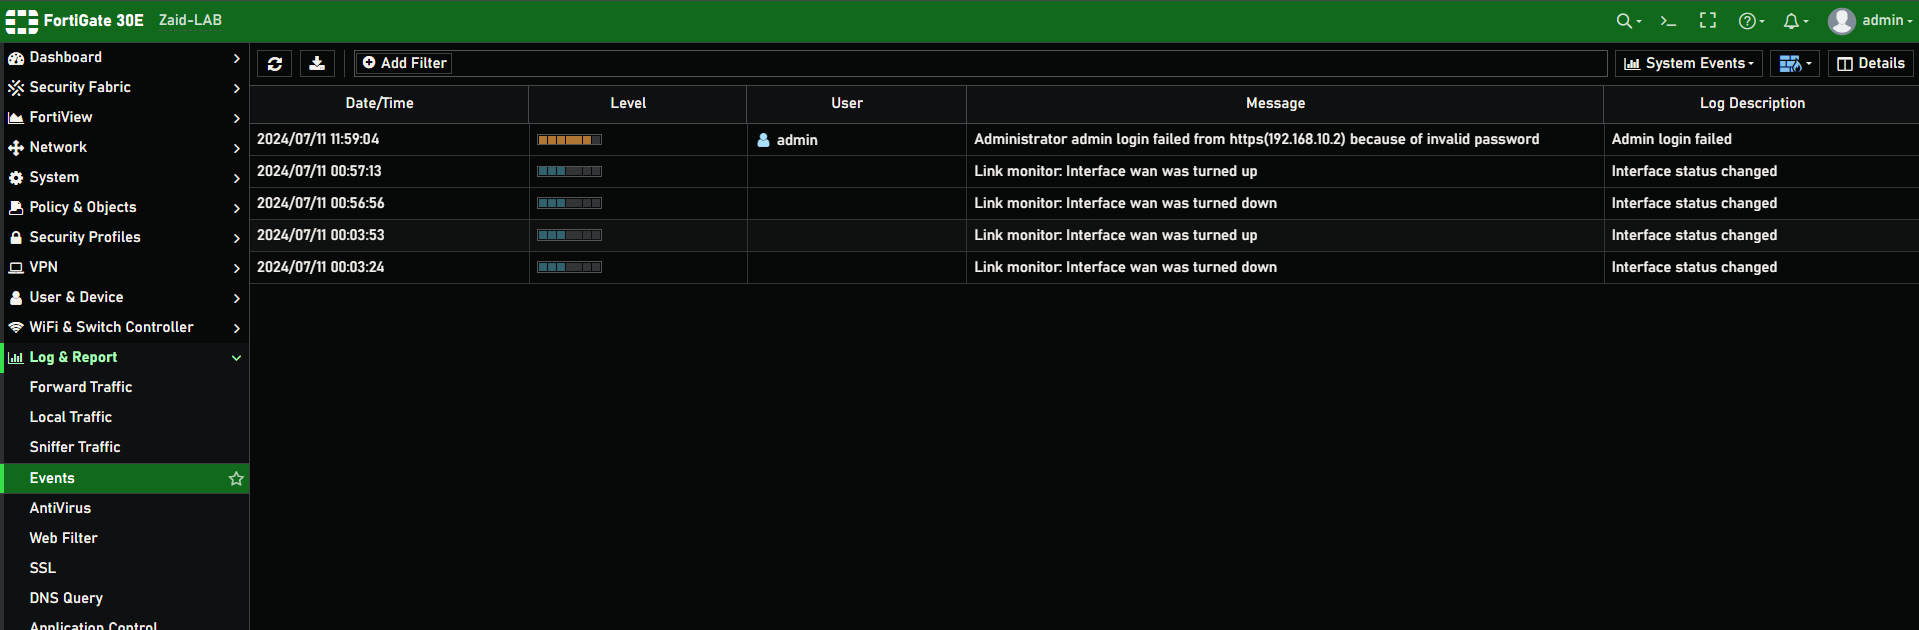 FortiGate 30E Zaid-LAB admin
Dashboard
Security Fabric
FortiView
Network
System
Policy & Objects
Security Profiles
VPN
User & Device
WiFi & Switch Controller
Log & Report
Forward Traffic
Local Traffic
Sniffer Traffic
Events
AntiVirus
Web Filter
SSL
DNS Query
Application Control
Add Filter System Events Details
Date/Time Level User Message Log Description
2024/07/11 11:59:04 admin Administrator admin login failed from https(192.168.10.2) because of invalid password Admin login failed
2024/07/11 00:57:13 Link monitor: Interface wan was turned up Interface status changed
2024/07/11 00:56:56 Link monitor: Interface wan was turned down Interface status changed
2024/07/11 00:03:53 Link monitor: Interface wan was turned up Interface status changed
2024/07/11 00:03:24 Link monitor: Interface wan was turned down Interface status changed